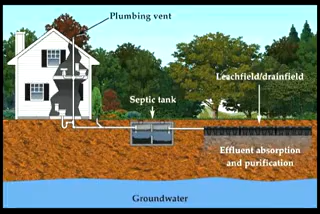 Plumbing vent
Leachfield/drainfield
Septic tank
Effluent absorption
and purification
Groundwater